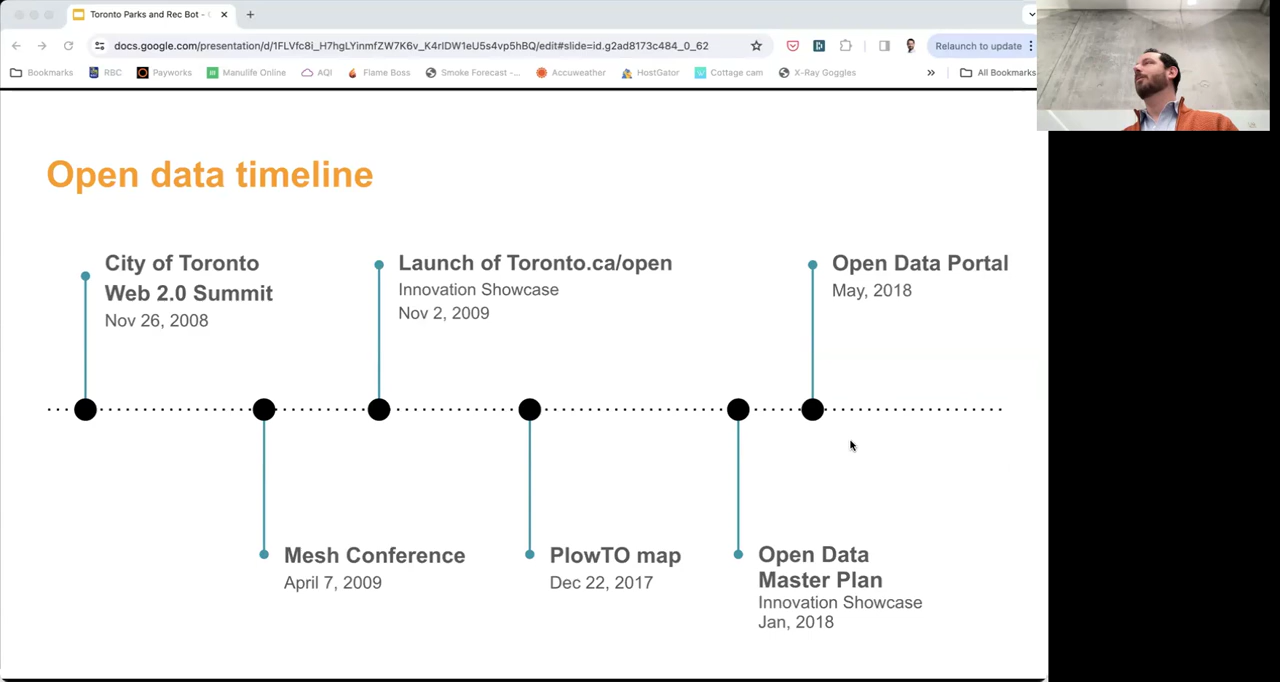 Toronto Parks and Rec Bot -
docs.google.com/presentation/d/1FLVfc8i_H7hgLYinmfZW7K6v_K4rIDW1eU5s4vp5hBQ/edit#slide=id.g2ad8173c484_0_62
Relaunch to update
Bookmarks RBC Payworks Manulife Online AQI Flame Boss Smoke Forecast -... Accuweather HostGator Cottage cam X-Ray Goggles » All Bookmarks
Open data timeline
City of Toronto
Web 2.0 Summit
Nov 26, 2008
Launch of Toronto.ca/open
Innovation Showcase
Nov 2, 2009
Open Data Portal
May, 2018
Mesh Conference
April 7, 2009
PlowTO map
Dec 22, 2017
Open Data
Master Plan
Innovation Showcase
Jan, 2018